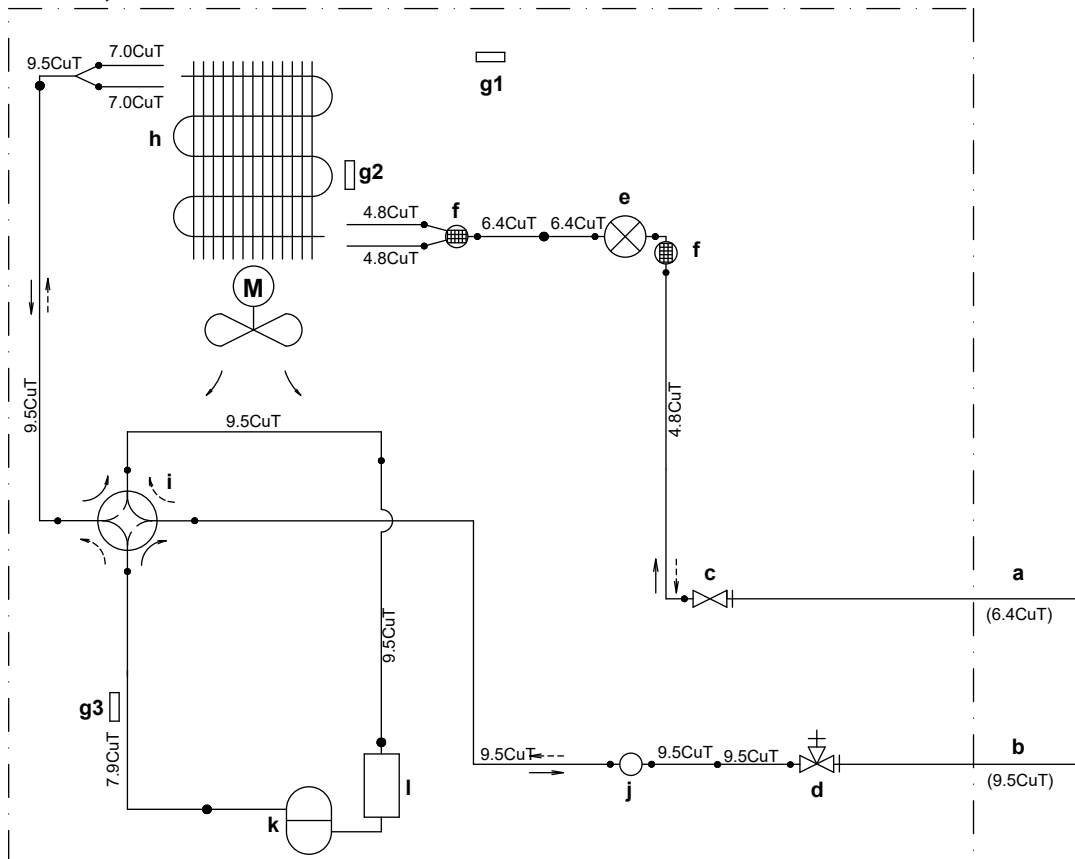 7.0CuT
9.5CuT
7.0CuT
g1
h
g2
4.8CuT
f
6.4CuT
6.4CuT
e
4.8CuT
f
M
9.5CuT
9.5CuT
4.8CuT
i
c
a
(6.4CuT)
9.5CuT
g3
7.9CuT
9.5CuT
9.5CuT
9.5CuT
b
(9.5CuT)
j
d
l
k